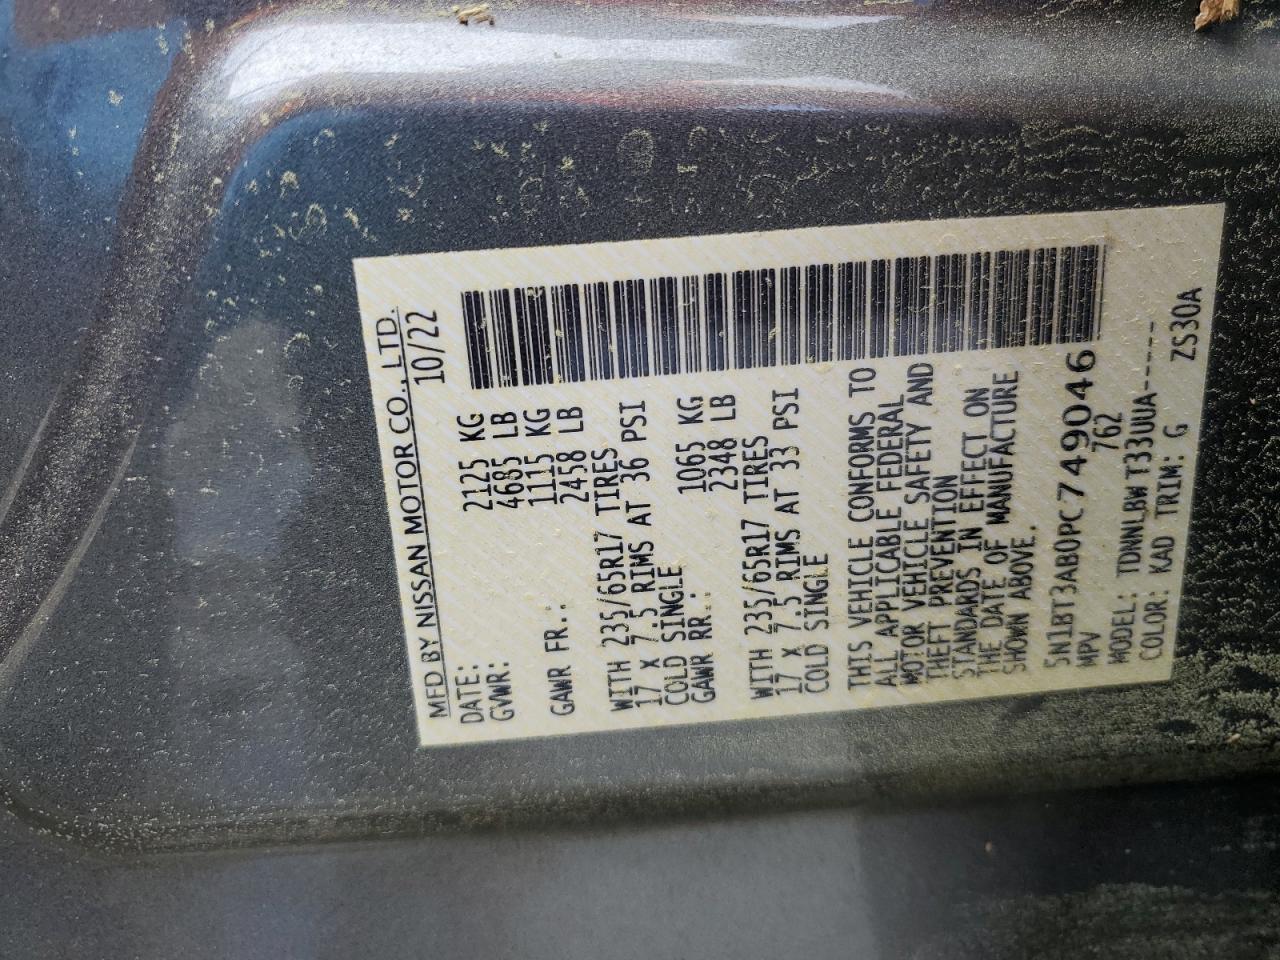 MFD BY NISSAN MOTOR CO., LTD.
DATE: 10/22
GVWR: 2125 KG
4685 LB
GAWR FR.: 1115 KG
2458 LB
WITH 235/65R17 TIRES
17 X 7.5 RIMS AT 36 PSI
COLD SINGLE
GAWR RR.: 1065 KG
2348 LB
WITH 235/65R17 TIRES
17 X 7.5 RIMS AT 33 PSI
COLD SINGLE
THIS VEHICLE CONFORMS TO
ALL APPLICABLE FEDERAL
MOTOR VEHICLE SAFETY AND
THEFT PREVENTION
STANDARDS IN EFFECT ON
THE DATE OF MANUFACTURE
SHOWN ABOVE.
5N1BT3AB0PC749046
MPV 762
MODEL: TDNNLBW T33UUA-----
COLOR: KAD TRIM: G ZS30A